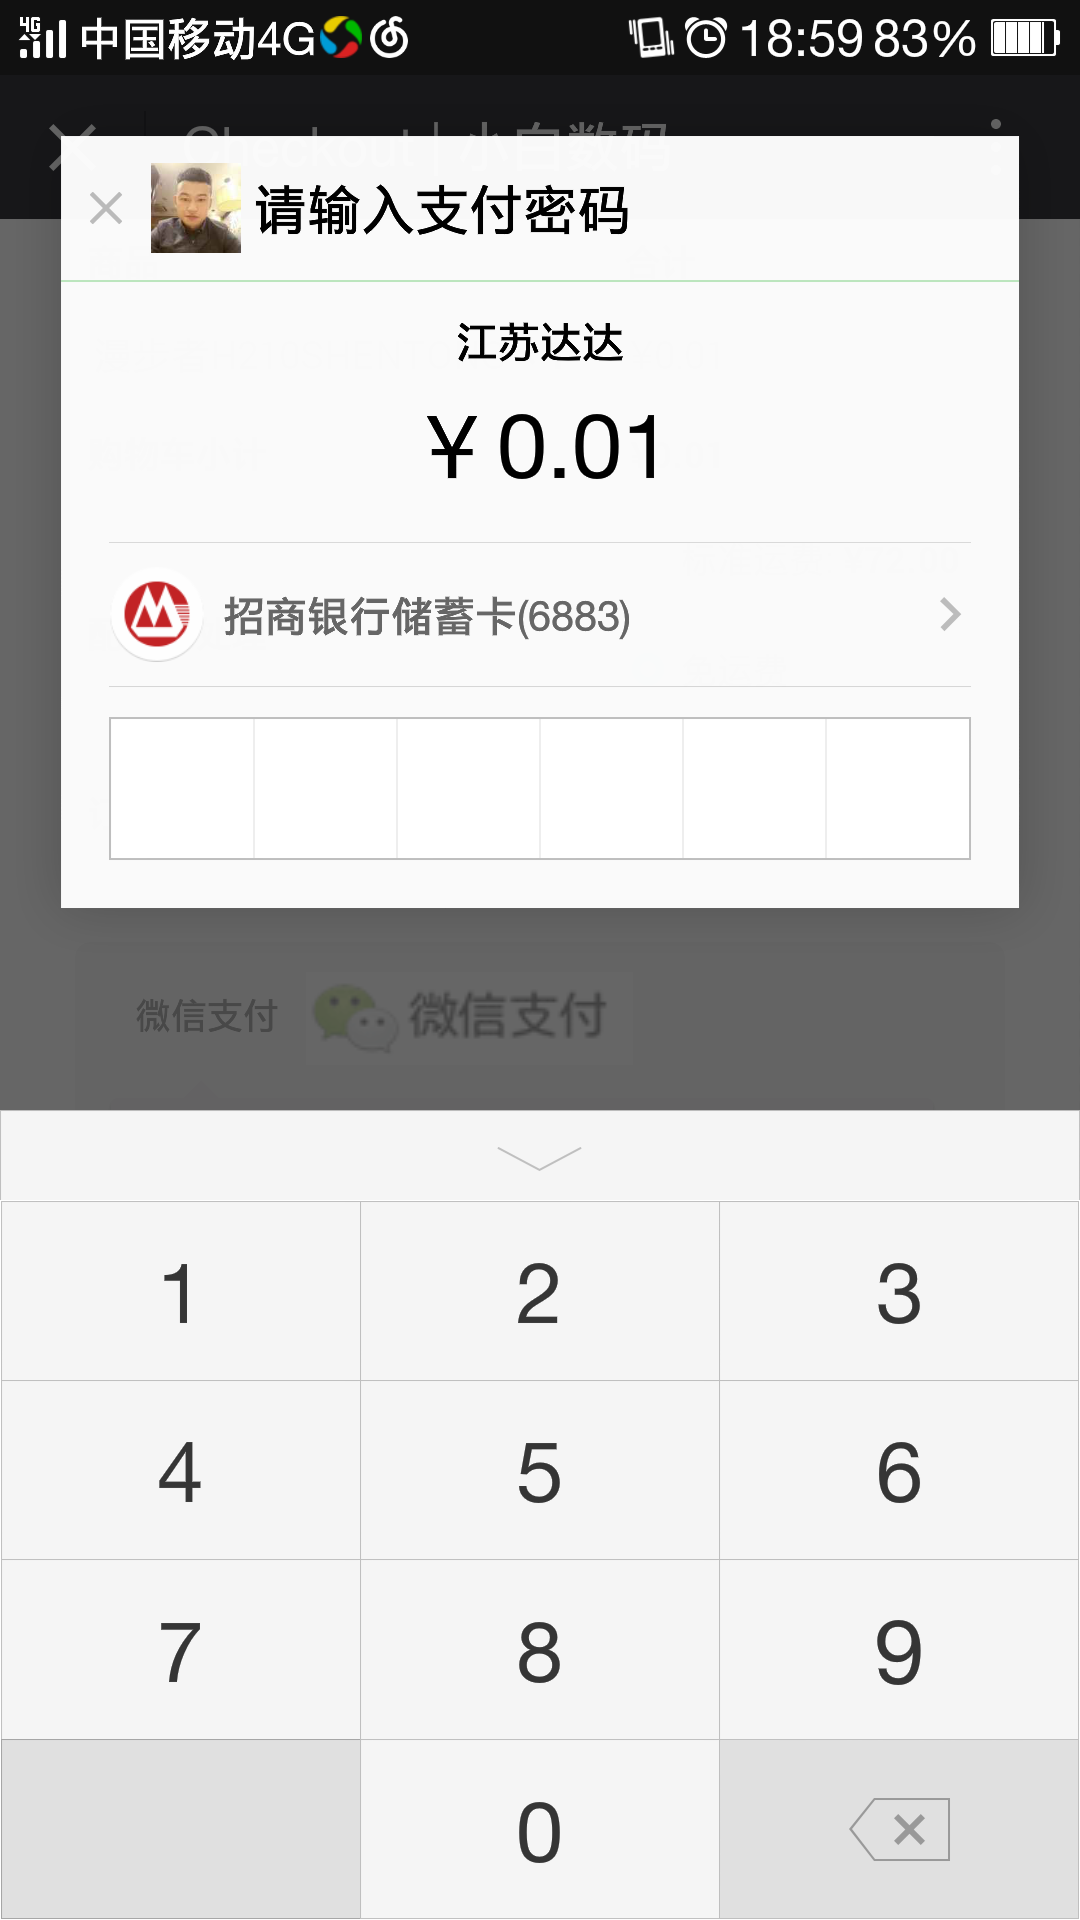 4G 中国移动4G 18:59 83%
Checkout | 小白数码
请输入支付密码
江苏达达
¥ 0.01
招商银行储蓄卡(6883)
微信支付 微信支付
1 2 3
4 5 6
7 8 9
0